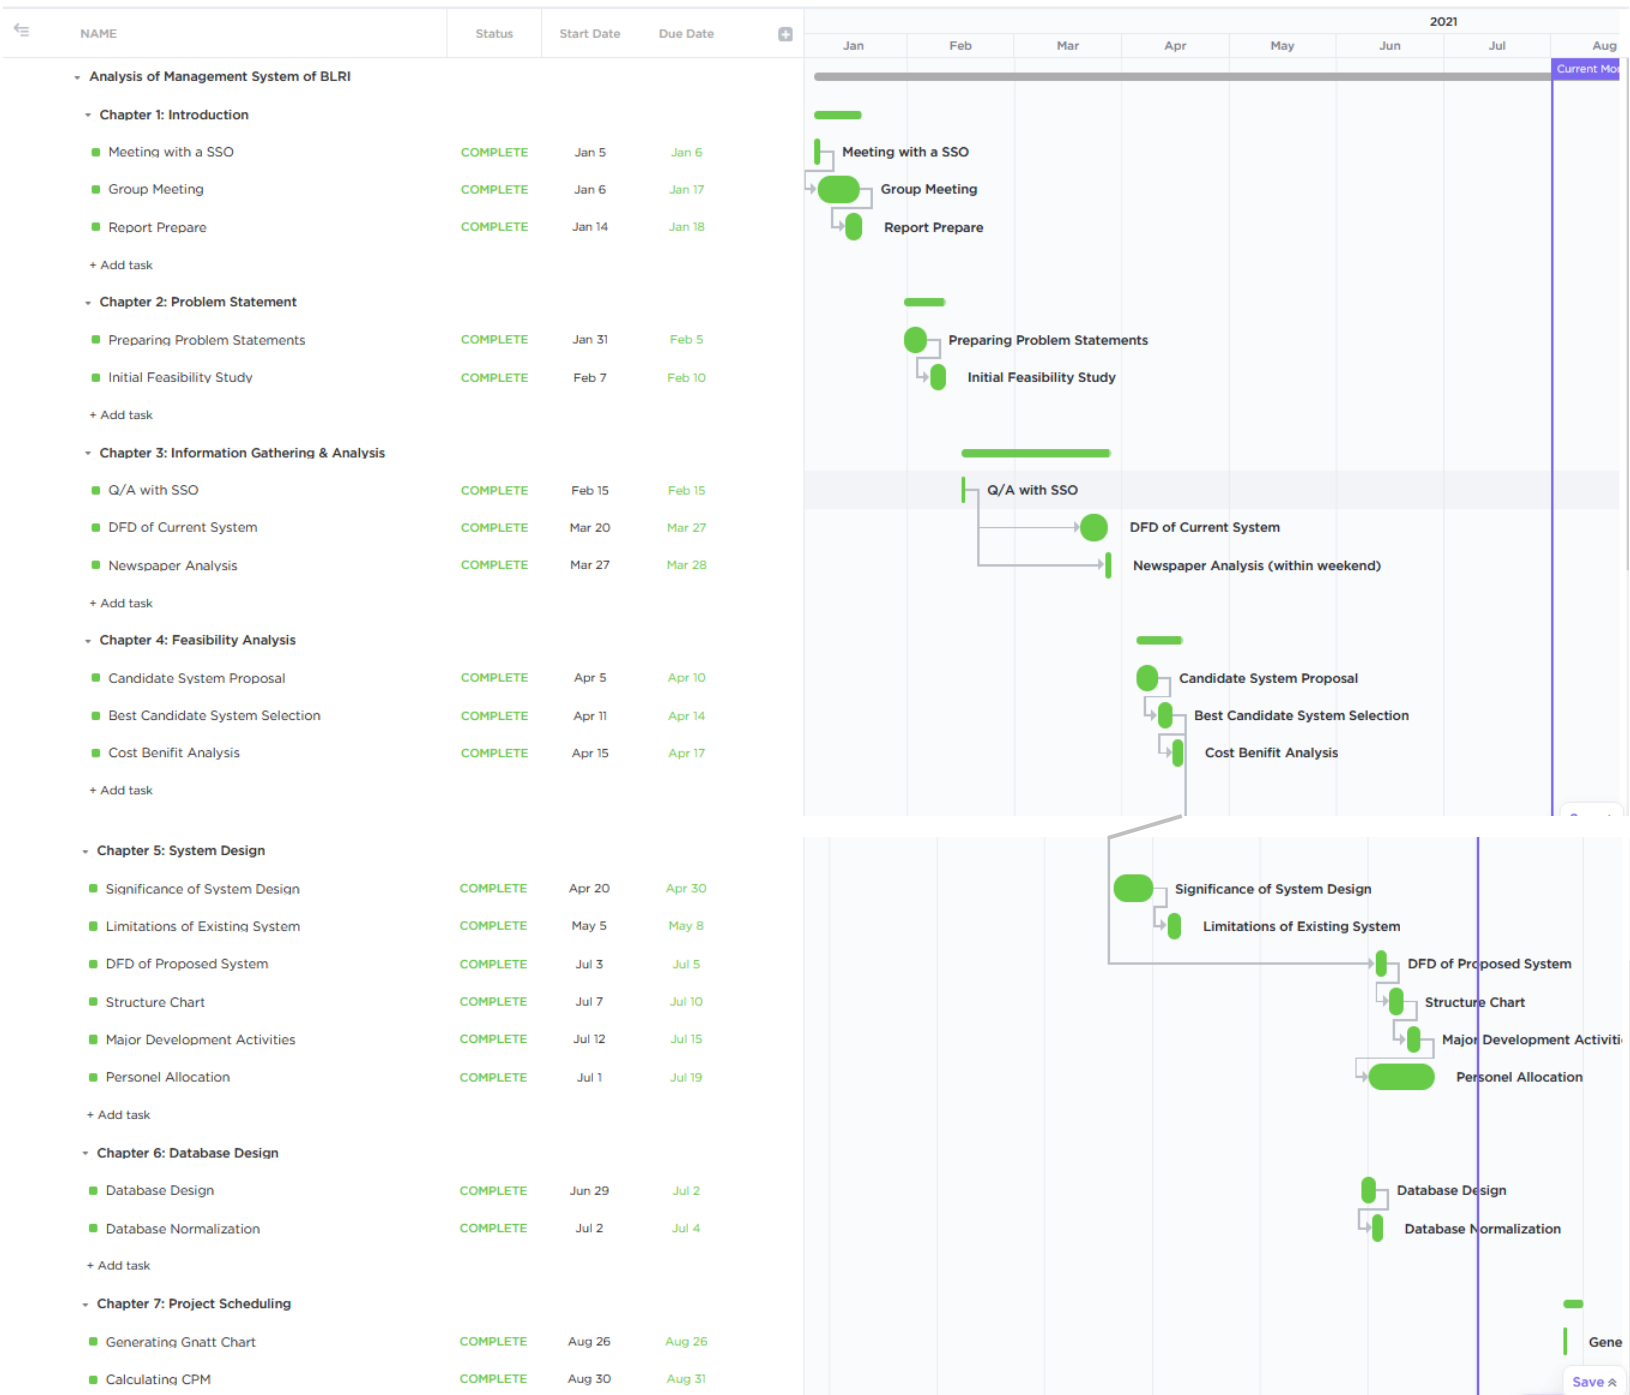 NAME Status Start Date Due Date 2021
Jan Feb Mar Apr May Jun Jul Aug
Analysis of Management System of BLRI Current
Chapter 1: Introduction
Meeting with a SSO COMPLETE Jan 5 Jan 6 Meeting with a SSO
Group Meeting COMPLETE Jan 6 Jan 17 Group Meeting
Report Prepare COMPLETE Jan 14 Jan 18 Report Prepare
+ Add task
Chapter 2: Problem Statement
Preparing Problem Statements COMPLETE Jan 31 Feb 5 Preparing Problem Statements
Initial Feasibility Study COMPLETE Feb 7 Feb 10 Initial Feasibility Study
+ Add task
Chapter 3: Information Gathering & Analysis
Q/A with SSO COMPLETE Feb 15 Feb 15 Q/A with SSO
DFD of Current System COMPLETE Mar 20 Mar 27 DFD of Current System
Newspaper Analysis COMPLETE Mar 27 Mar 28 Newspaper Analysis (within weekend)
+ Add task
Chapter 4: Feasibility Analysis
Candidate System Proposal COMPLETE Apr 5 Apr 10 Candidate System Proposal
Best Candidate System Selection COMPLETE Apr 11 Apr 14 Best Candidate System Selection
Cost Benifit Analysis COMPLETE Apr 15 Apr 17 Cost Benifit Analysis
+ Add task
Chapter 5: System Design
Significance of System Design COMPLETE Apr 20 Apr 30 Significance of System Design
Limitations of Existing System COMPLETE May 5 May 8 Limitations of Existing System
DFD of Proposed System COMPLETE Jul 3 Jul 5 DFD of Proposed System
Structure Chart COMPLETE Jul 7 Jul 10 Structure Chart
Major Development Activities COMPLETE Jul 12 Jul 15 Major Development Activiti
Personel Allocation COMPLETE Jul 1 Jul 19 Personel Allocation
+ Add task
Chapter 6: Database Design
Database Design COMPLETE Jun 29 Jul 2 Database Design
Database Normalization COMPLETE Jul 2 Jul 4 Database Normalization
+ Add task
Chapter 7: Project Scheduling
Generating Gnatt Chart COMPLETE Aug 26 Aug 26 Gene
Calculating CPM COMPLETE Aug 30 Aug 31 Save